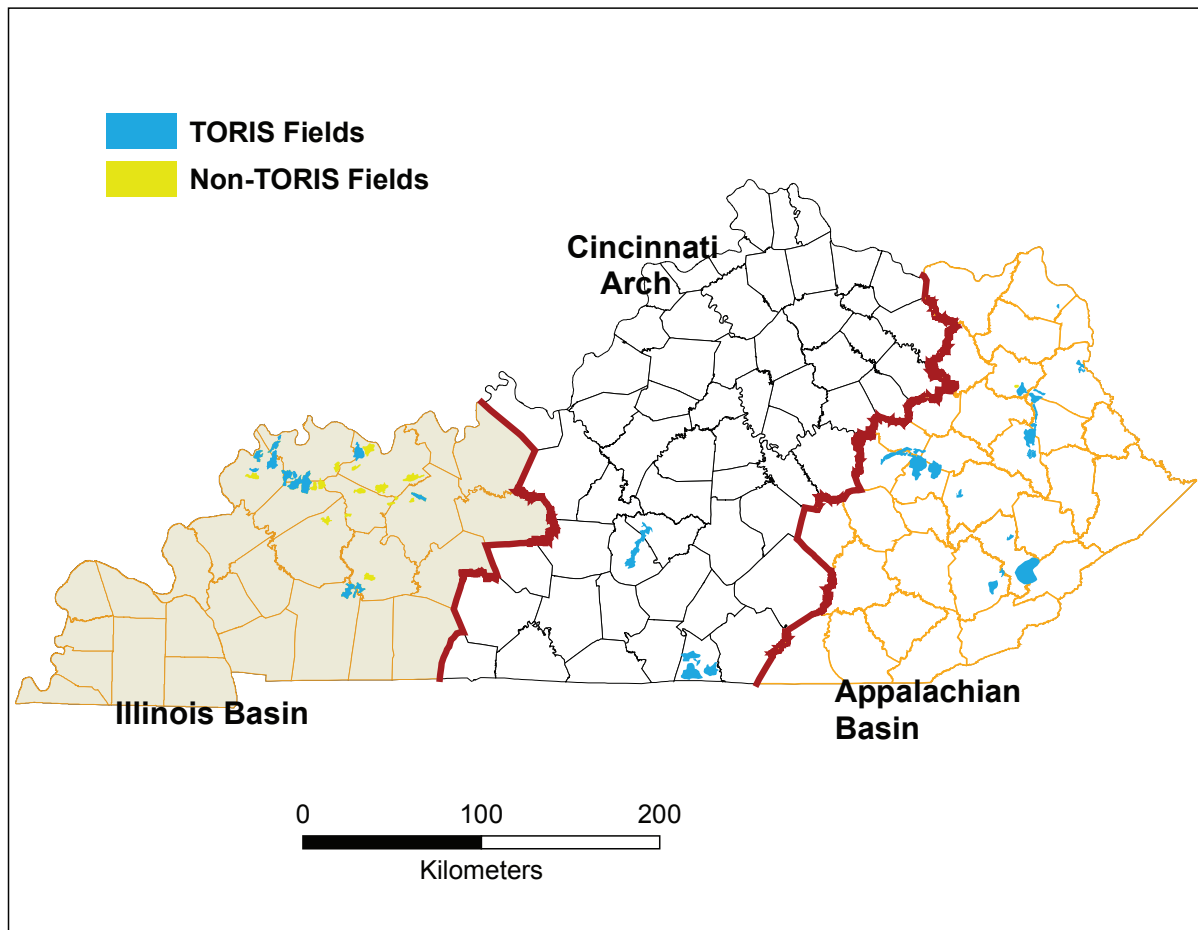 TORIS Fields
Non-TORIS Fields
Cincinnati
Arch
Illinois Basin
Appalachian
Basin
0 100 200
Kilometers